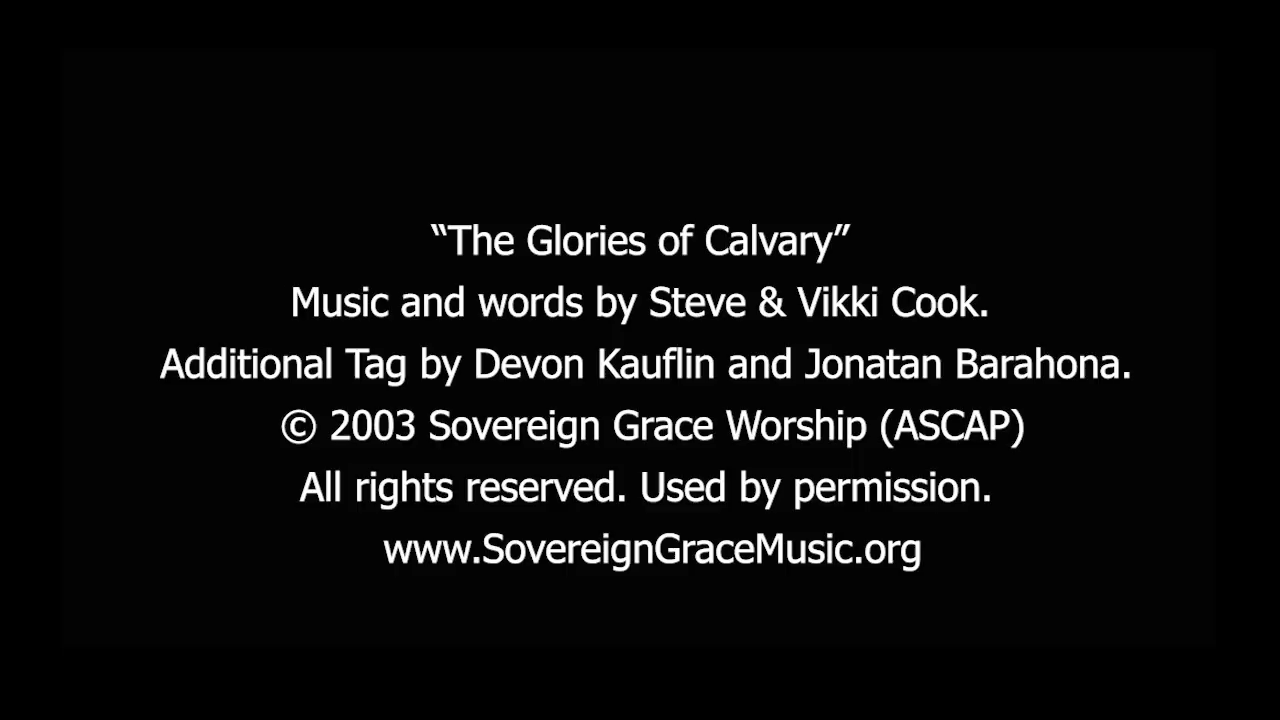 “The Glories of Calvary”
Music and words by Steve & Vikki Cook.
Additional Tag by Devon Kauflin and Jonatan Barahona.
© 2003 Sovereign Grace Worship (ASCAP)
All rights reserved. Used by permission.
www.SovereignGraceMusic.org